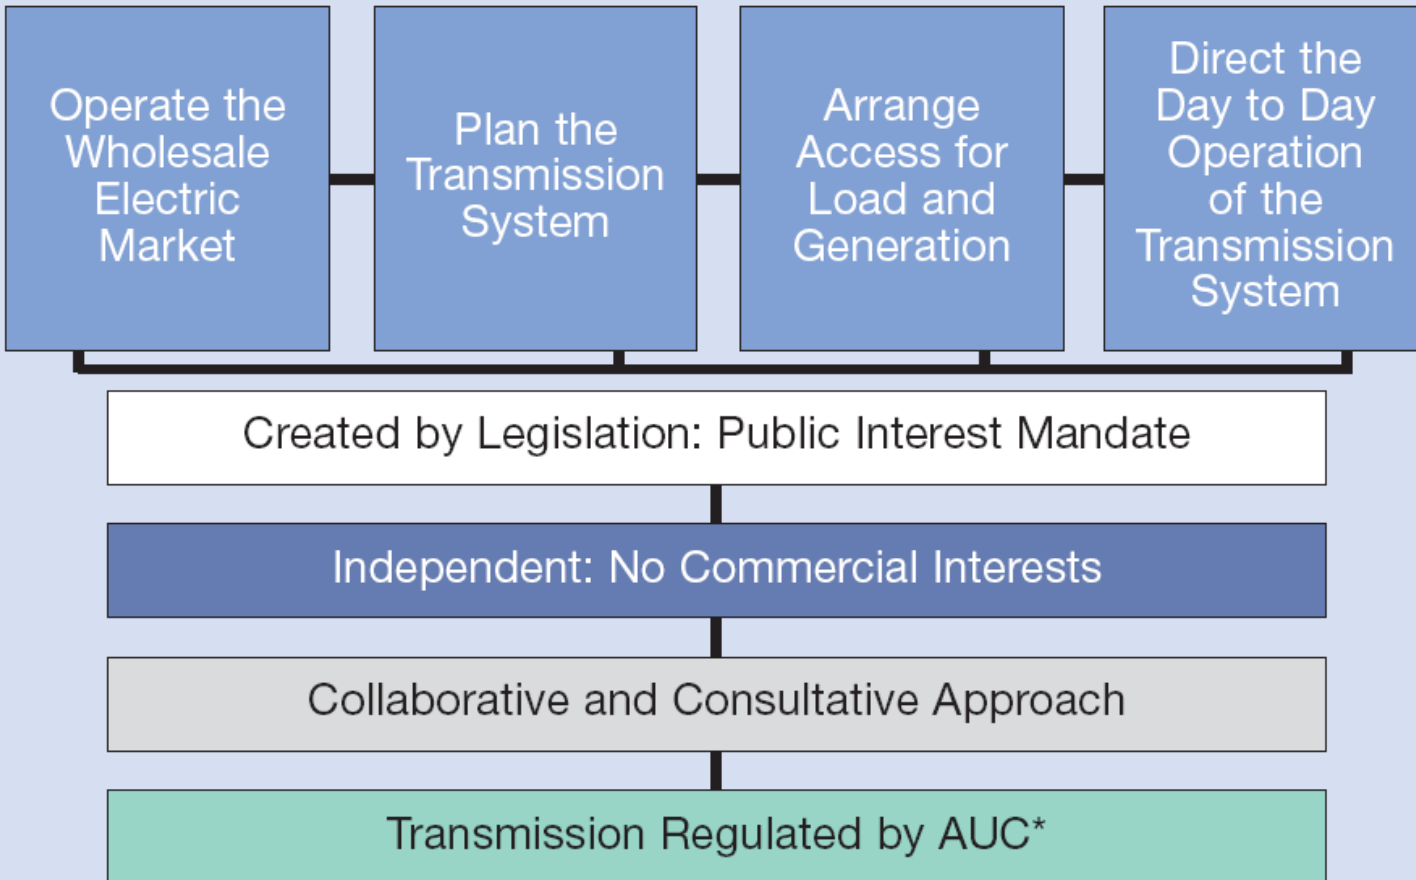 Operate the
Wholesale
Electric
Market
Plan the
Transmission
System
Arrange
Access for
Load and
Generation
Direct the
Day to Day
Operation
of the
Transmission
System
Created by Legislation: Public Interest Mandate
Independent: No Commercial Interests
Collaborative and Consultative Approach
Transmission Regulated by AUC*